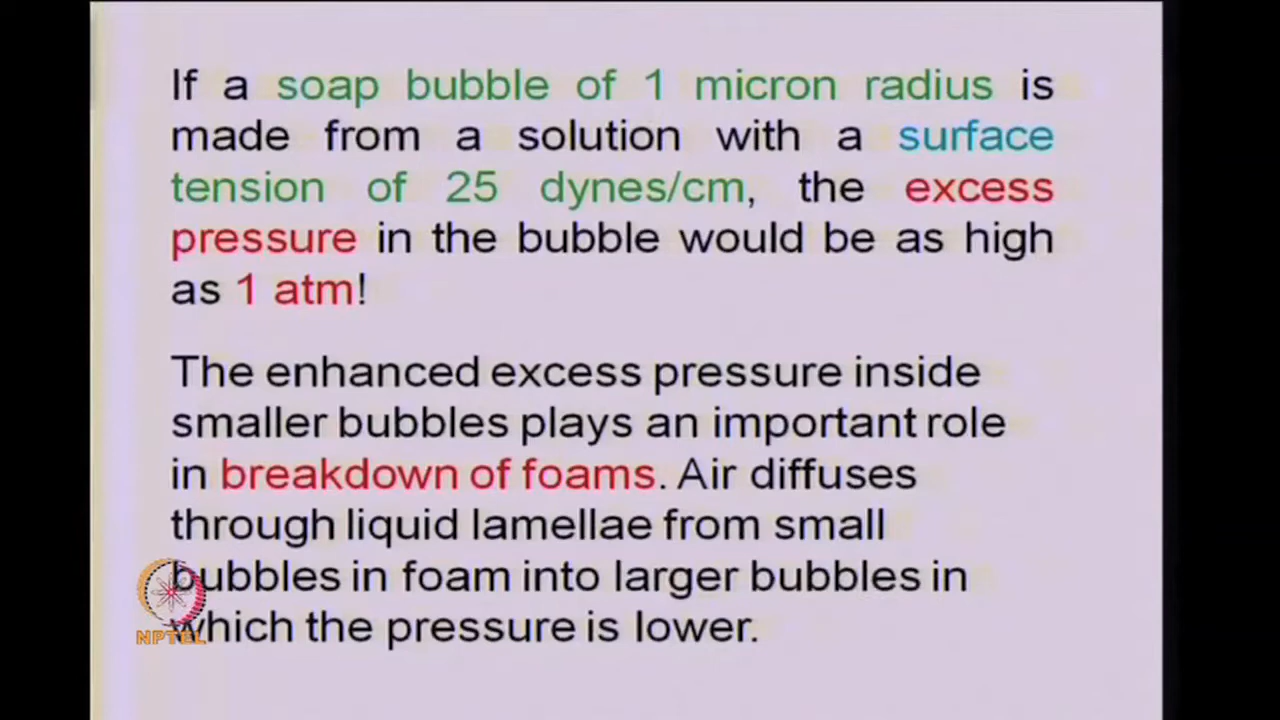 If a soap bubble of 1 micron radius is
made from a solution with a surface
tension of 25 dynes/cm, the excess
pressure in the bubble would be as high
as 1 atm!
The enhanced excess pressure inside
smaller bubbles plays an important role
in breakdown of foams. Air diffuses
through liquid lamellae from small
bubbles in foam into larger bubbles in
which the pressure is lower.
NPTEL